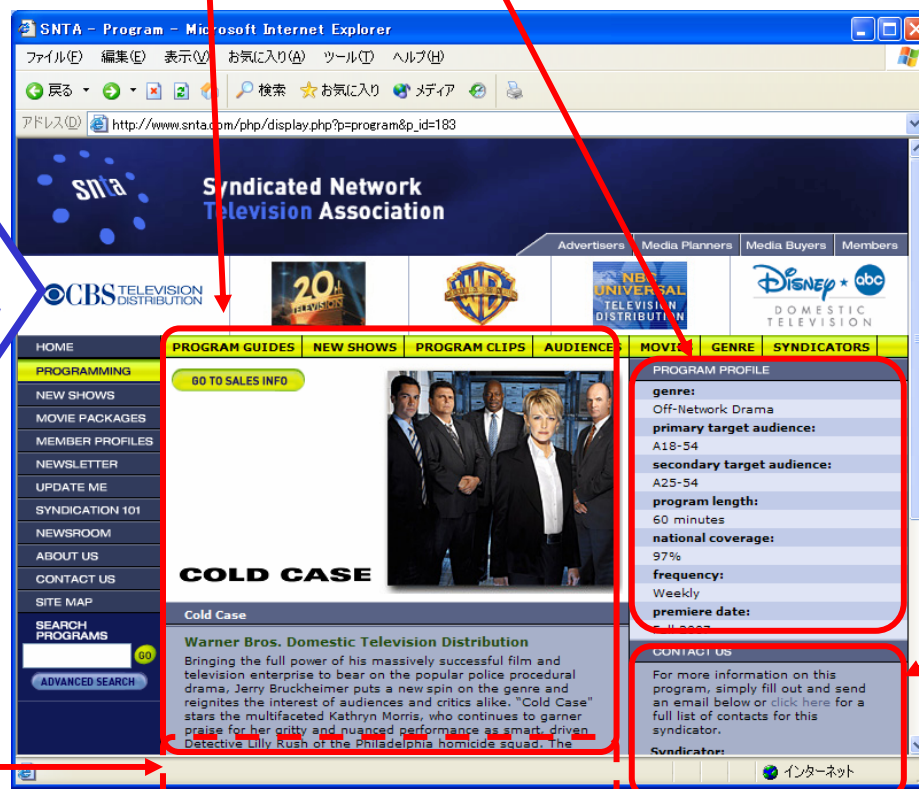 SNTA - Program - Microsoft Internet Explorer
ファイル(F) 編集(E) 表示(V) お気に入り(A) ツール(T) ヘルプ(H)
戻る 検索 お気に入り メディア
アドレス(D) http://www.snta.com/php/display.php?p=program&p_id=183
snta
Syndicated Network
Television Association
Advertisers Media Planners Media Buyers Members
CBS TELEVISION DISTRIBUTION
20th TELEVISION
WB
NBC UNIVERSAL TELEVISION DISTRIBUTION
Disney * abc DOMESTIC TELEVISION
HOME
PROGRAM GUIDES NEW SHOWS PROGRAM CLIPS AUDIENCES MOVIES GENRE SYNDICATORS
PROGRAMMING
NEW SHOWS
MOVIE PACKAGES
MEMBER PROFILES
NEWSLETTER
UPDATE ME
SYNDICATION 101
NEWSROOM
ABOUT US
CONTACT US
SITE MAP
SEARCH
PROGRAMS
GO
ADVANCED SEARCH
GO TO SALES INFO
COLD CASE
Cold Case
Warner Bros. Domestic Television Distribution
Bringing the full power of his massively successful film and
television enterprise to bear on the popular police procedural
drama, Jerry Bruckheimer puts a new spin on the genre and
reignites the interest of audiences and critics alike. "Cold Case"
stars the multifaceted Kathryn Morris, who continues to garner
praise for her gritty and nuanced performance as smart, driven
Detective Lilly Rush of the Philadelphia homicide squad. The
PROGRAM PROFILE
genre:
Off-Network Drama
primary target audience:
A18-54
secondary target audience:
A25-54
program length:
60 minutes
national coverage:
97%
frequency:
Weekly
premiere date:
Fall 2007
CONTACT US
For more information on this
program, simply fill out and send
an email below or click here for a
full list of contacts for this
syndicator.
Syndicator:
インターネット